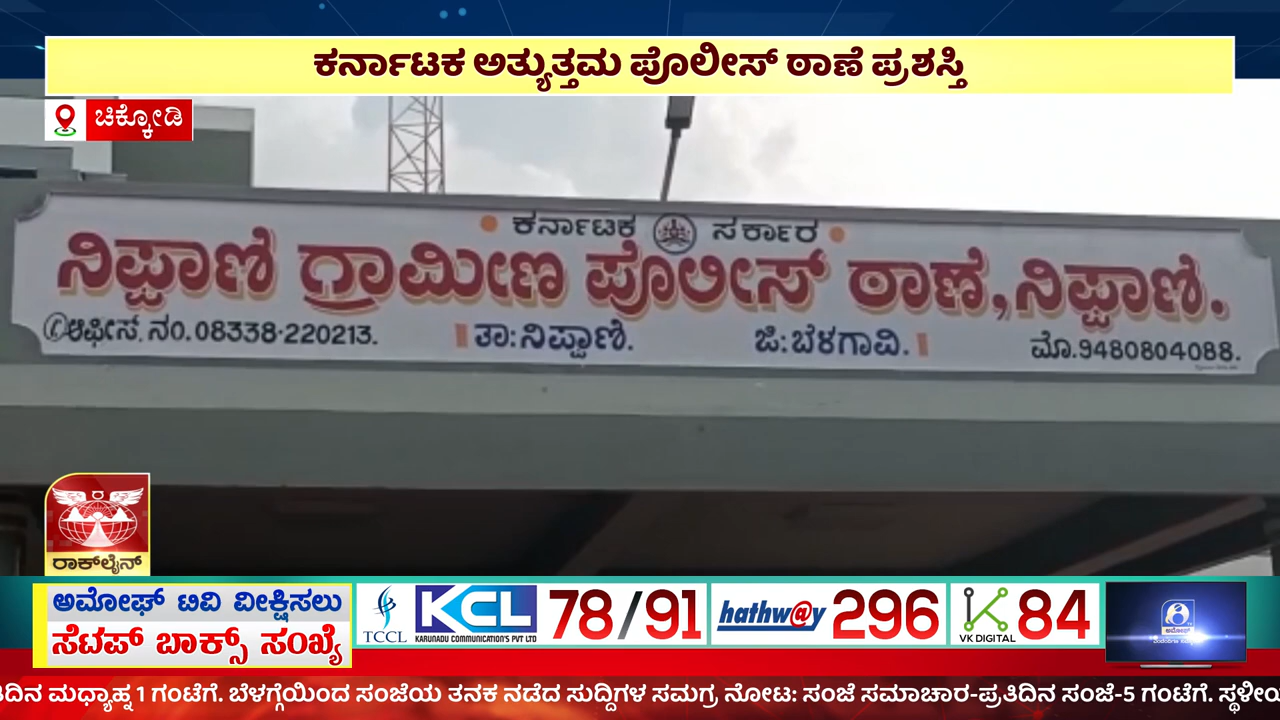 ಕರ್ನಾಟಕ ಅತ್ಯುತ್ತಮ ಪೊಲೀಸ್ ಠಾಣೆ ಪ್ರಶಸ್ತಿ
ಚಿಕ್ಕೋಡಿ
ಕರ್ನಾಟಕ ಸರ್ಕಾರ
ನಿಪ್ಪಾಣಿ ಗ್ರಾಮೀಣ ಪೊಲೀಸ್ ಠಾಣೆ, ನಿಪ್ಪಾಣಿ.
ಆಫೀಸ್. ನಂ. 08338-220213. ತಾ: ನಿಪ್ಪಾಣಿ. ಜಿ: ಬೆಳಗಾವಿ. ಮೊ.9480804088.
ರಾಕ್‌ಲೈನ್
ಅಮೋಘ್ ಟಿವಿ ವೀಕ್ಷಿಸಲು
ಸೆಟಪ್ ಬಾಕ್ಸ್ ಸಂಖ್ಯೆ
TCCL KCL 78/91 hathw@y 296 84
KARUNADU COMMUNICATION'S PVT LTD VK DIGITAL
ಅಮೋಘ್
ಮಧ್ಯಾಹ್ನ 1 ಗಂಟೆಗೆ. ಬೆಳಗ್ಗೆಯಿಂದ ಸಂಜೆಯ ತನಕ ನಡೆದ ಸುದ್ದಿಗಳ ಸಮಗ್ರ ನೋಟ: ಸಂಜೆ ಸಮಾಚಾರ-ಪ್ರತಿದಿನ ಸಂಜೆ-5 ಗಂಟೆಗೆ.